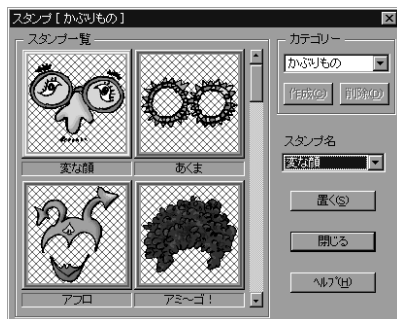 スタンプ [ かぶりもの ]
スタンプ一覧
変な顔
あくま
アフロ
アミ～ゴ！
カテゴリー
かぶりもの
作成(C)
削除(D)
スタンプ名
変な顔
置く(S)
閉じる
ヘルプ(H)